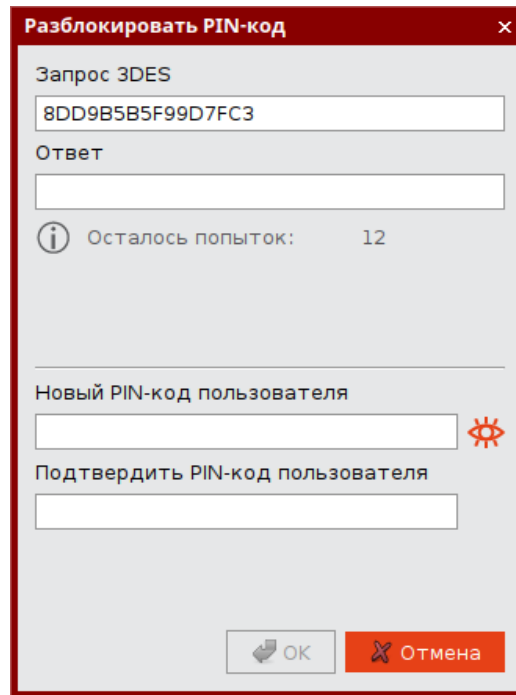 Разблокировать PIN-код
Запрос 3DES
8DD9B5B5F99D7FC3
Ответ
Осталось попыток: 12
Новый PIN-код пользователя
Подтвердить PIN-код пользователя
OK
Отмена